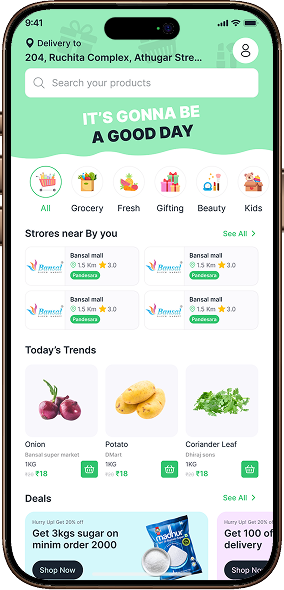 9:41
Delivery to
204, Ruchita Complex, Athugar Stre...
Search your products
IT'S GONNA BE
A GOOD DAY
All Grocery Fresh Gifting Beauty Kids
Strores near By you See All
Bansal Bansal mall
1.5 Km 3.0
Pandesara
Bansal Bansal mall
1.5 Km 3.0
Pandesara
Bansal Bansal mall
1.5 Km 3.0
Pandesara
Bansal Bansal mall
1.5 Km 3.0
Pandesara
Today's Trends
Onion
Bansal super market
1KG
₹20 ₹18
Potato
DMart
1KG
₹20 ₹18
Coriander Leaf
Dhiraj sons
1KG
₹20 ₹18
Deals See All
Hurry Up! Get 20% off
Get 3kgs sugar on
minim order 2000
Shop Now
madhur
Hurry Up! Get 20% off
Get 100 of
delivery
Shop Now